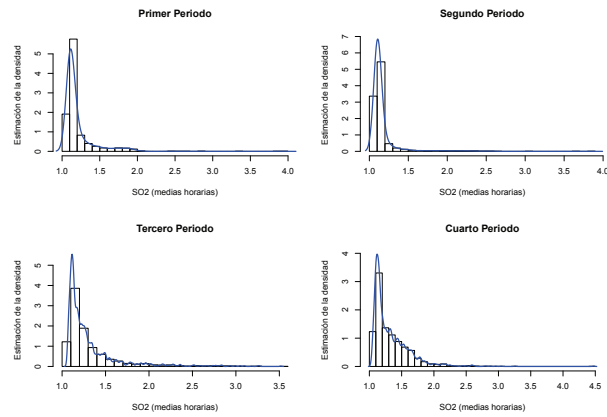 Primer Periodo
Estimación de la densidad
5
4
3
2
1
0
1.0 1.5 2.0 2.5 3.0 3.5 4.0
SO2 (medias horarias)
Segundo Periodo
Estimación de la densidad
7
6
5
4
3
2
1
0
1.0 1.5 2.0 2.5 3.0 3.5 4.0
SO2 (medias horarias)
Tercero Periodo
Estimación de la densidad
5
4
3
2
1
0
1.0 1.5 2.0 2.5 3.0 3.5
SO2 (medias horarias)
Cuarto Periodo
Estimación de la densidad
4
3
2
1
0
1.0 1.5 2.0 2.5 3.0 3.5 4.0 4.5
SO2 (medias horarias)